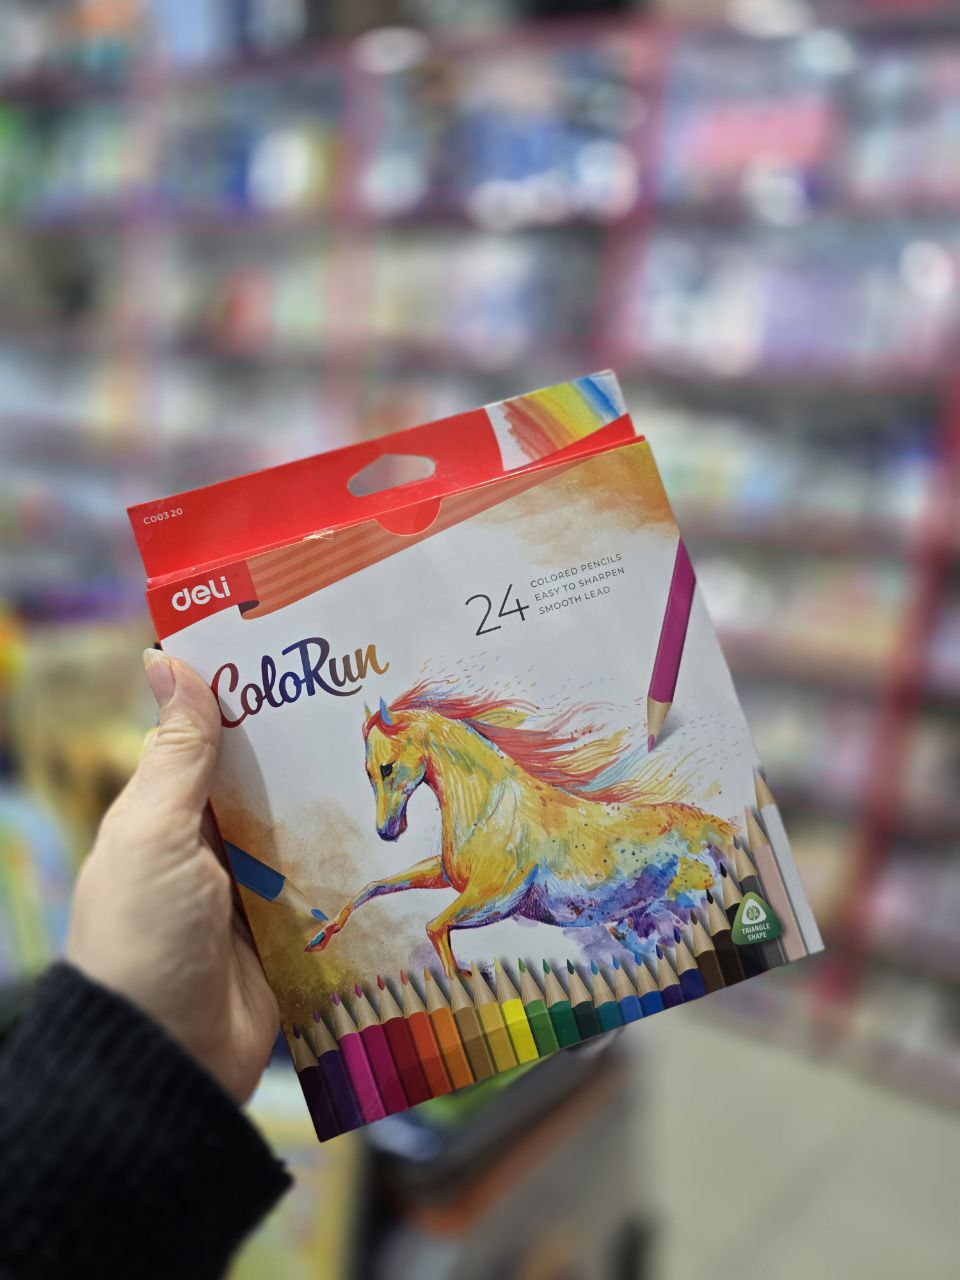 C00320
deli
24
COLORED PENCILS
EASY TO SHARPEN
SMOOTH LEAD
ColoRun
TRIANGLE
SHAPE